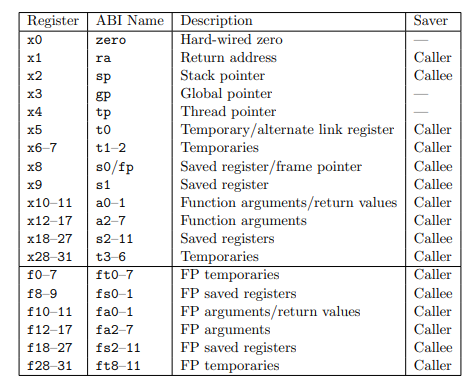 Register ABI Name Description Saver
x0 zero Hard-wired zero —
x1 ra Return address Caller
x2 sp Stack pointer Callee
x3 gp Global pointer —
x4 tp Thread pointer —
x5 t0 Temporary/alternate link register Caller
x6–7 t1–2 Temporaries Caller
x8 s0/fp Saved register/frame pointer Callee
x9 s1 Saved register Callee
x10–11 a0–1 Function arguments/return values Caller
x12–17 a2–7 Function arguments Caller
x18–27 s2–11 Saved registers Callee
x28–31 t3–6 Temporaries Caller
f0–7 ft0–7 FP temporaries Caller
f8–9 fs0–1 FP saved registers Callee
f10–11 fa0–1 FP arguments/return values Caller
f12–17 fa2–7 FP arguments Caller
f18–27 fs2–11 FP saved registers Callee
f28–31 ft8–11 FP temporaries Caller